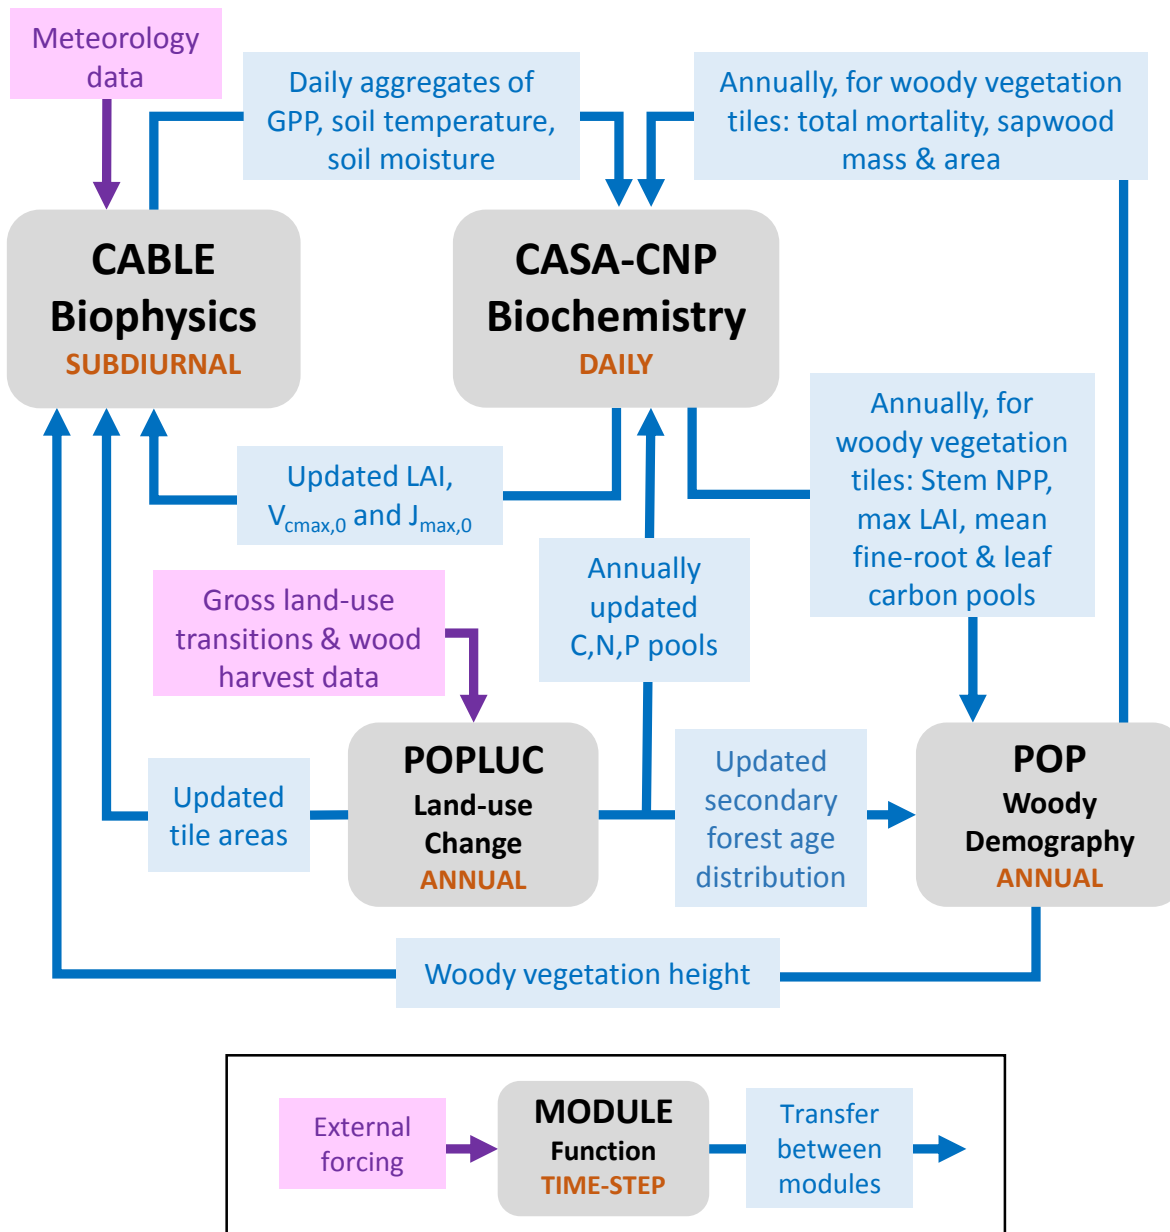 Meteorology
data
Daily aggregates of
GPP, soil temperature,
soil moisture
Annually, for woody vegetation
tiles: total mortality, sapwood
mass & area
CABLE
Biophysics
SUBDIURNAL
CASA-CNP
Biochemistry
DAILY
Annually, for
woody vegetation
tiles: Stem NPP,
max LAI, mean
fine-root & leaf
carbon pools
Updated LAI,
Vcmax,0 and Jmax,0
Annually
updated
C,N,P pools
Gross land-use
transitions & wood
harvest data
Updated
tile areas
POPLUC
Land-use
Change
ANNUAL
Updated
secondary
forest age
distribution
POP
Woody
Demography
ANNUAL
Woody vegetation height
External
forcing
MODULE
Function
TIME-STEP
Transfer
between
modules